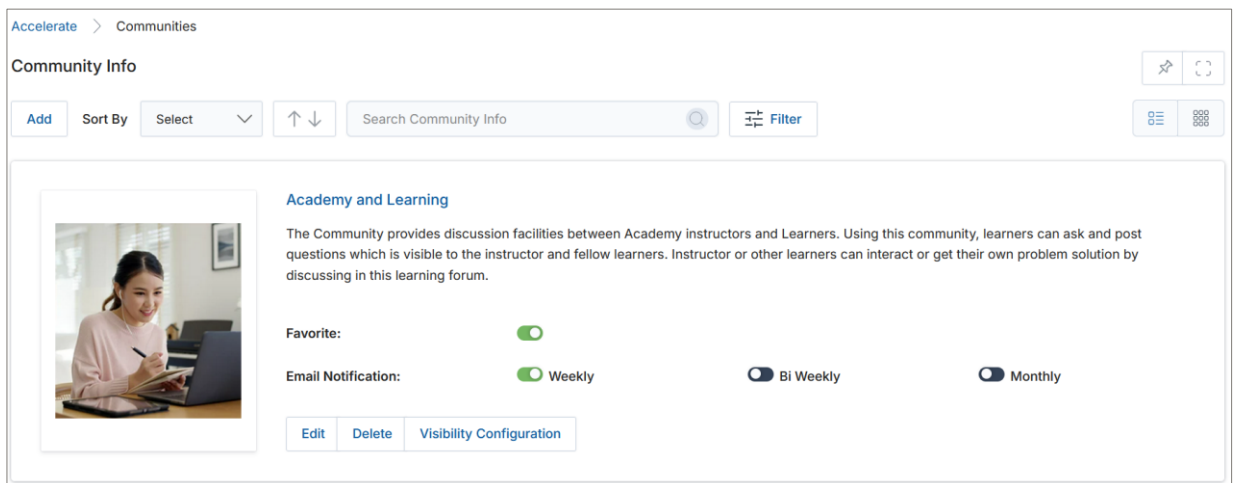 Accelerate > Communities
Community Info
Add Sort By Select Search Community Info Filter
Academy and Learning
The Community provides discussion facilities between Academy instructors and Learners. Using this community, learners can ask and post
questions which is visible to the instructor and fellow learners. Instructor or other learners can interact or get their own problem solution by
discussing in this learning forum.
Favorite:
Email Notification: Weekly Bi Weekly Monthly
Edit Delete Visibility Configuration